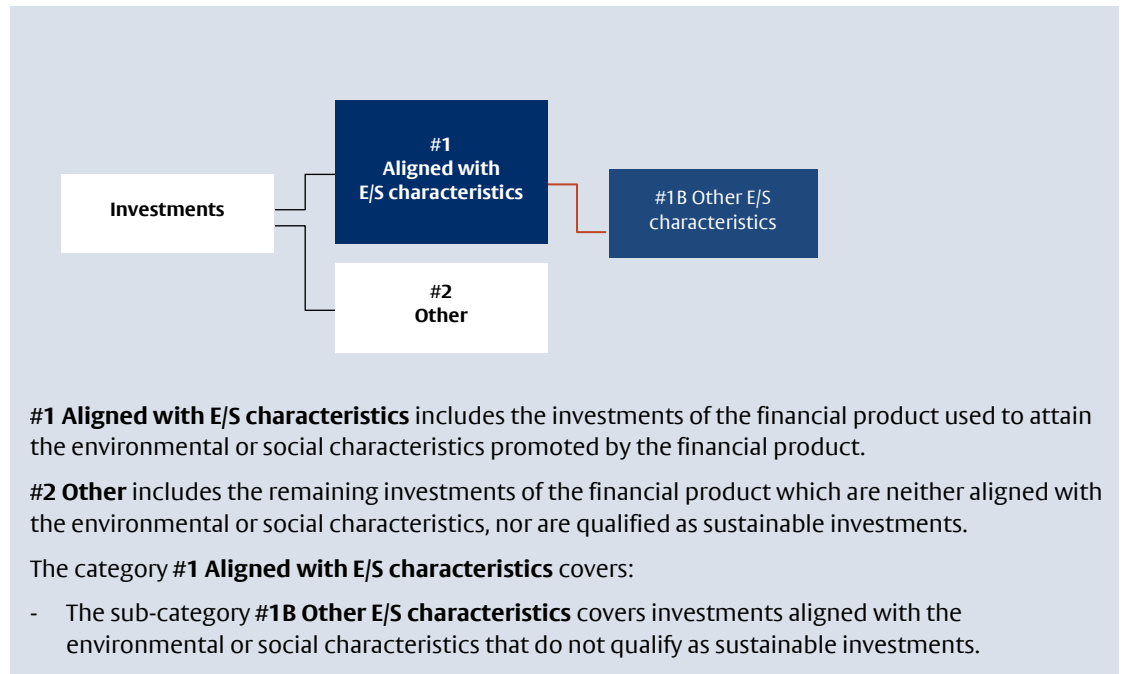 #1
Aligned with
E/S characteristics
Investments
#1B Other E/S
characteristics
#2
Other
#1 Aligned with E/S characteristics includes the investments of the financial product used to attain
the environmental or social characteristics promoted by the financial product.
#2 Other includes the remaining investments of the financial product which are neither aligned with
the environmental or social characteristics, nor are qualified as sustainable investments.
The category #1 Aligned with E/S characteristics covers:
- The sub-category #1B Other E/S characteristics covers investments aligned with the
environmental or social characteristics that do not qualify as sustainable investments.